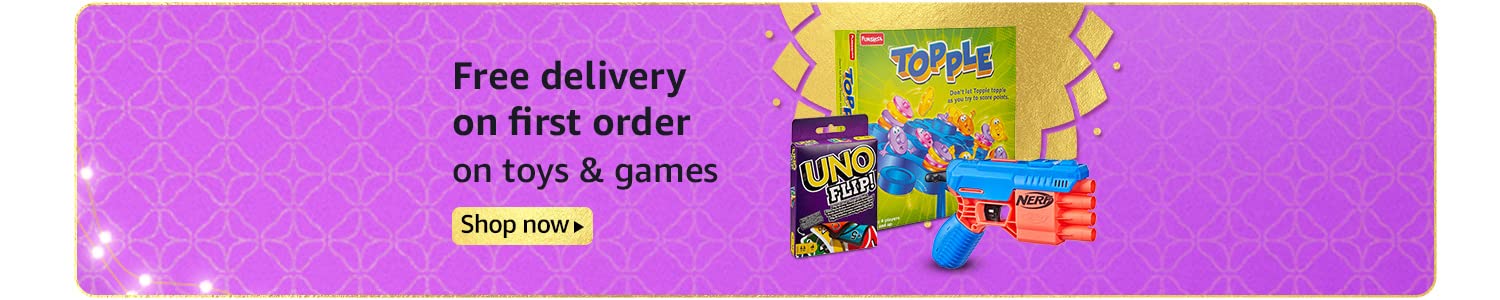 Free delivery
on first order
on toys & games
Shop now
FUNSKOOL
TOPPLE
Don't let Topple topple
as you try to score points.
TOPPLE
UNO
FLIP!
NERF